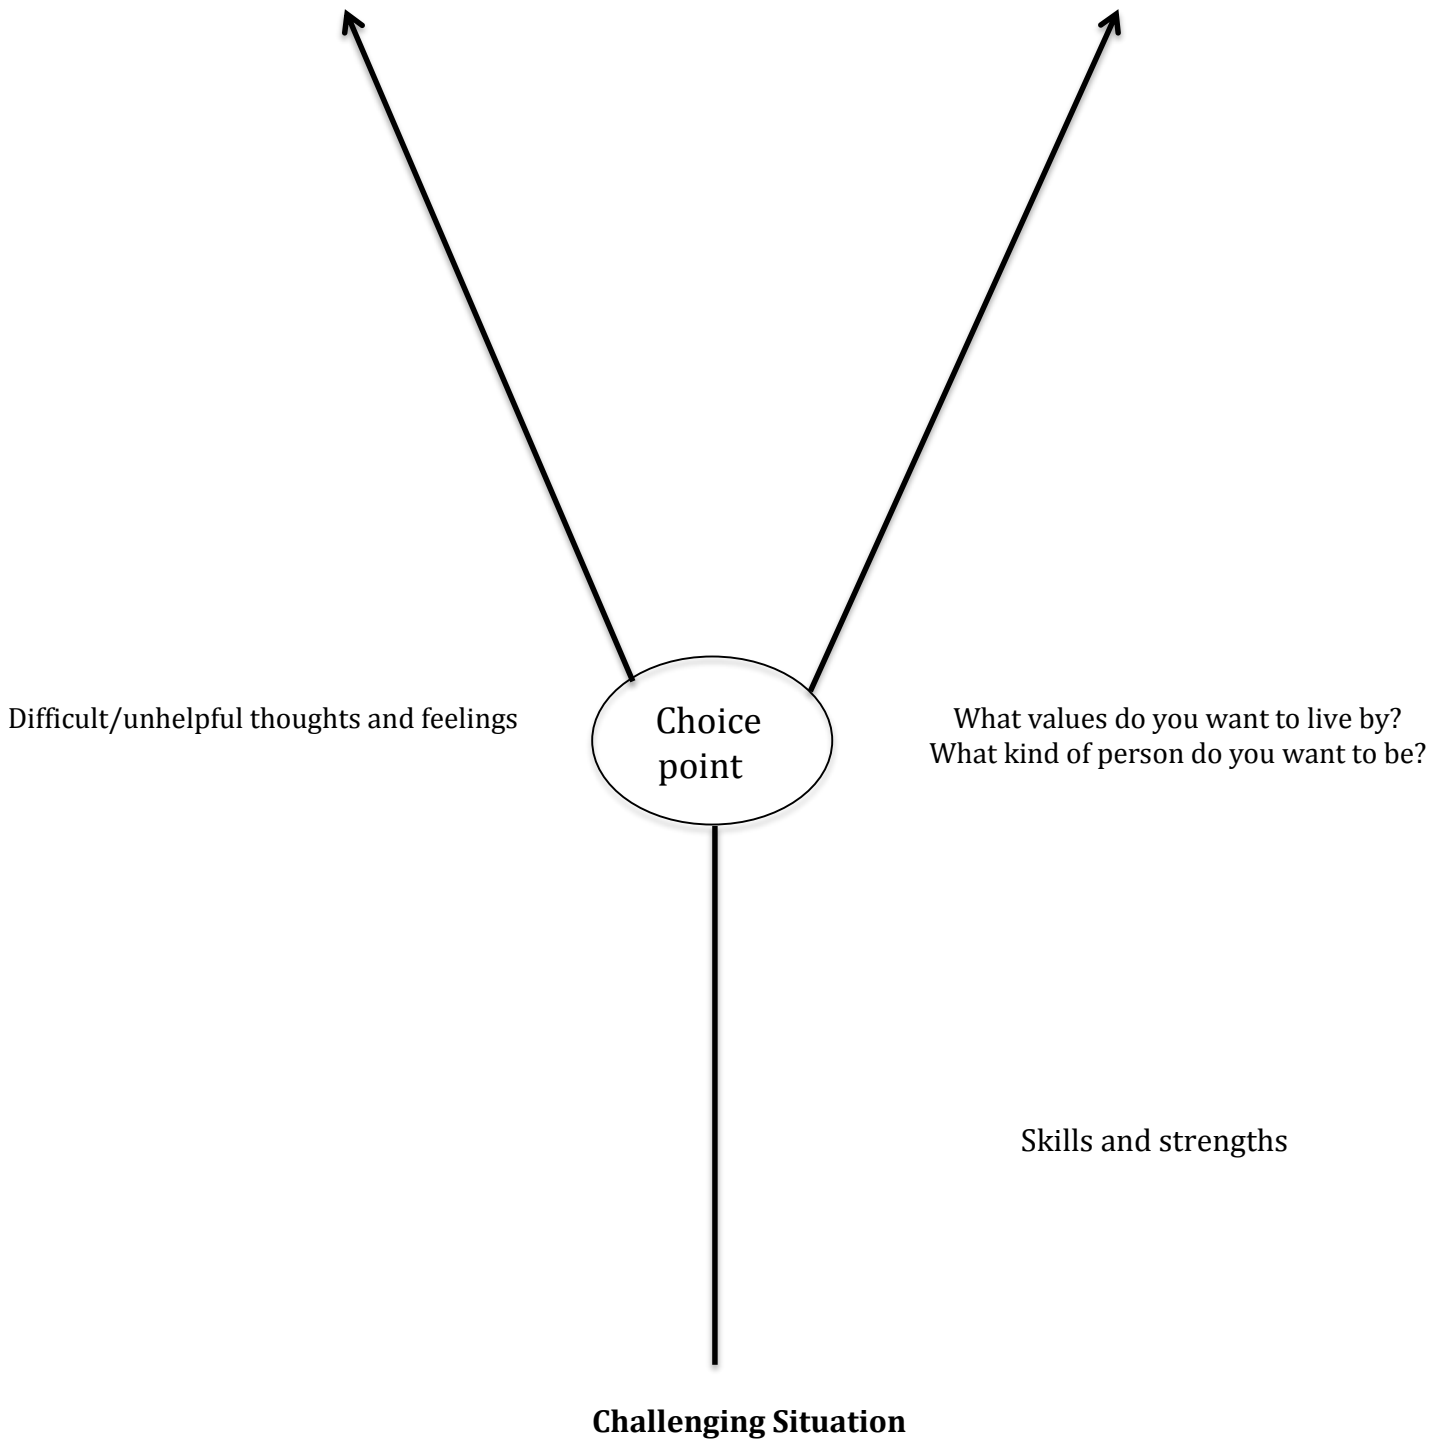 Difficult/unhelpful thoughts and feelings
Choice
point
What values do you want to live by?
What kind of person do you want to be?
Skills and strengths
Challenging Situation